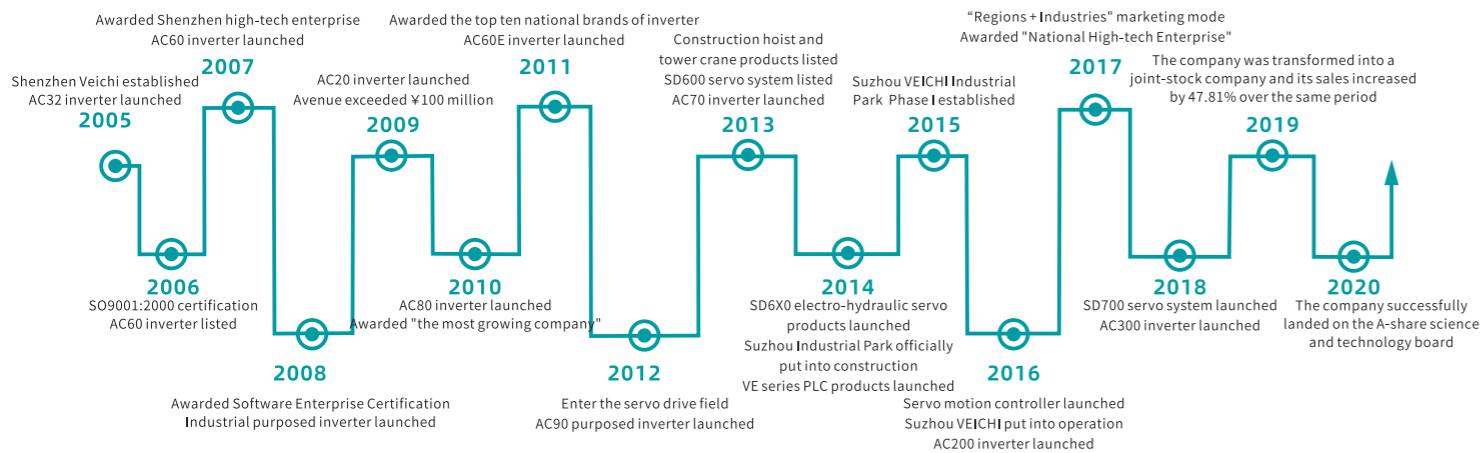 Shenzhen Veichi established
AC32 inverter launched
2005
2006
SO9001:2000 certification
AC60 inverter listed
Awarded Shenzhen high-tech enterprise
AC60 inverter launched
2007
2008
Awarded Software Enterprise Certification
Industrial purposed inverter launched
AC20 inverter launched
Avenue exceeded ¥100 million
2009
2010
AC80 inverter launched
Awarded "the most growing company"
Awarded the top ten national brands of inverter
AC60E inverter launched
2011
2012
Enter the servo drive field
AC90 purposed inverter launched
Construction hoist and
tower crane products listed
SD600 servo system listed
AC70 inverter launched
2013
2014
SD6X0 electro-hydraulic servo
products launched
Suzhou Industrial Park officially
put into construction
VE series PLC products launched
Suzhou VEICHI Industrial
Park Phase I established
2015
2016
Servo motion controller launched
Suzhou VEICHI put into operation
AC200 inverter launched
“Regions + Industries" marketing mode
Awarded "National High-tech Enterprise"
2017
2018
SD700 servo system launched
AC300 inverter launched
The company was transformed into a
joint-stock company and its sales increased
by 47.81% over the same period
2019
2020
The company successfully
landed on the A-share science
and technology board